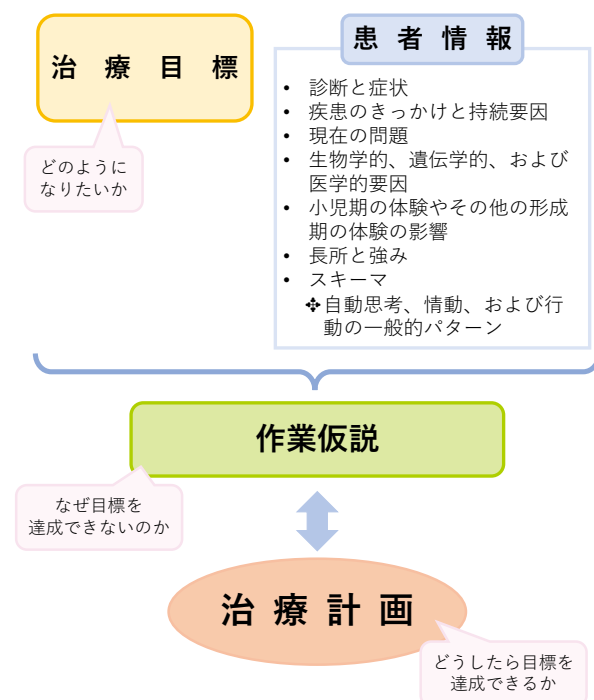 治 療 目 標
どのように
なりたいか
患 者 情 報
• 診断と症状
• 疾患のきっかけと持続要因
• 現在の問題
• 生物学的、遺伝学的、および
医学的要因
• 小児期の体験やその他の形成
期の体験の影響
• 長所と強み
• スキーマ
❖自動思考、情動、および行
動の一般的パターン
作業仮説
なぜ目標を
達成できないのか
治 療 計 画
どうしたら目標を
達成できるか